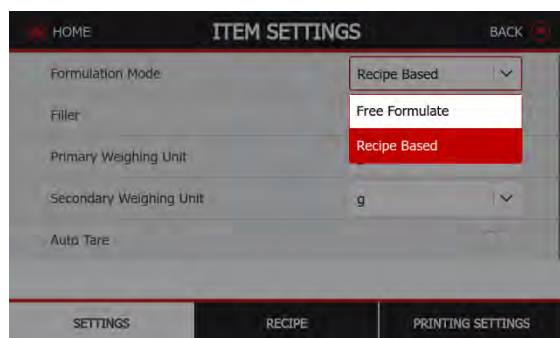 HOME ITEM SETTINGS BACK
Formulation Mode Recipe Based
Filler Free Formulate
Recipe Based
Primary Weighing Unit
Secondary Weighing Unit g
Auto Tare
SETTINGS RECIPE PRINTING SETTINGS